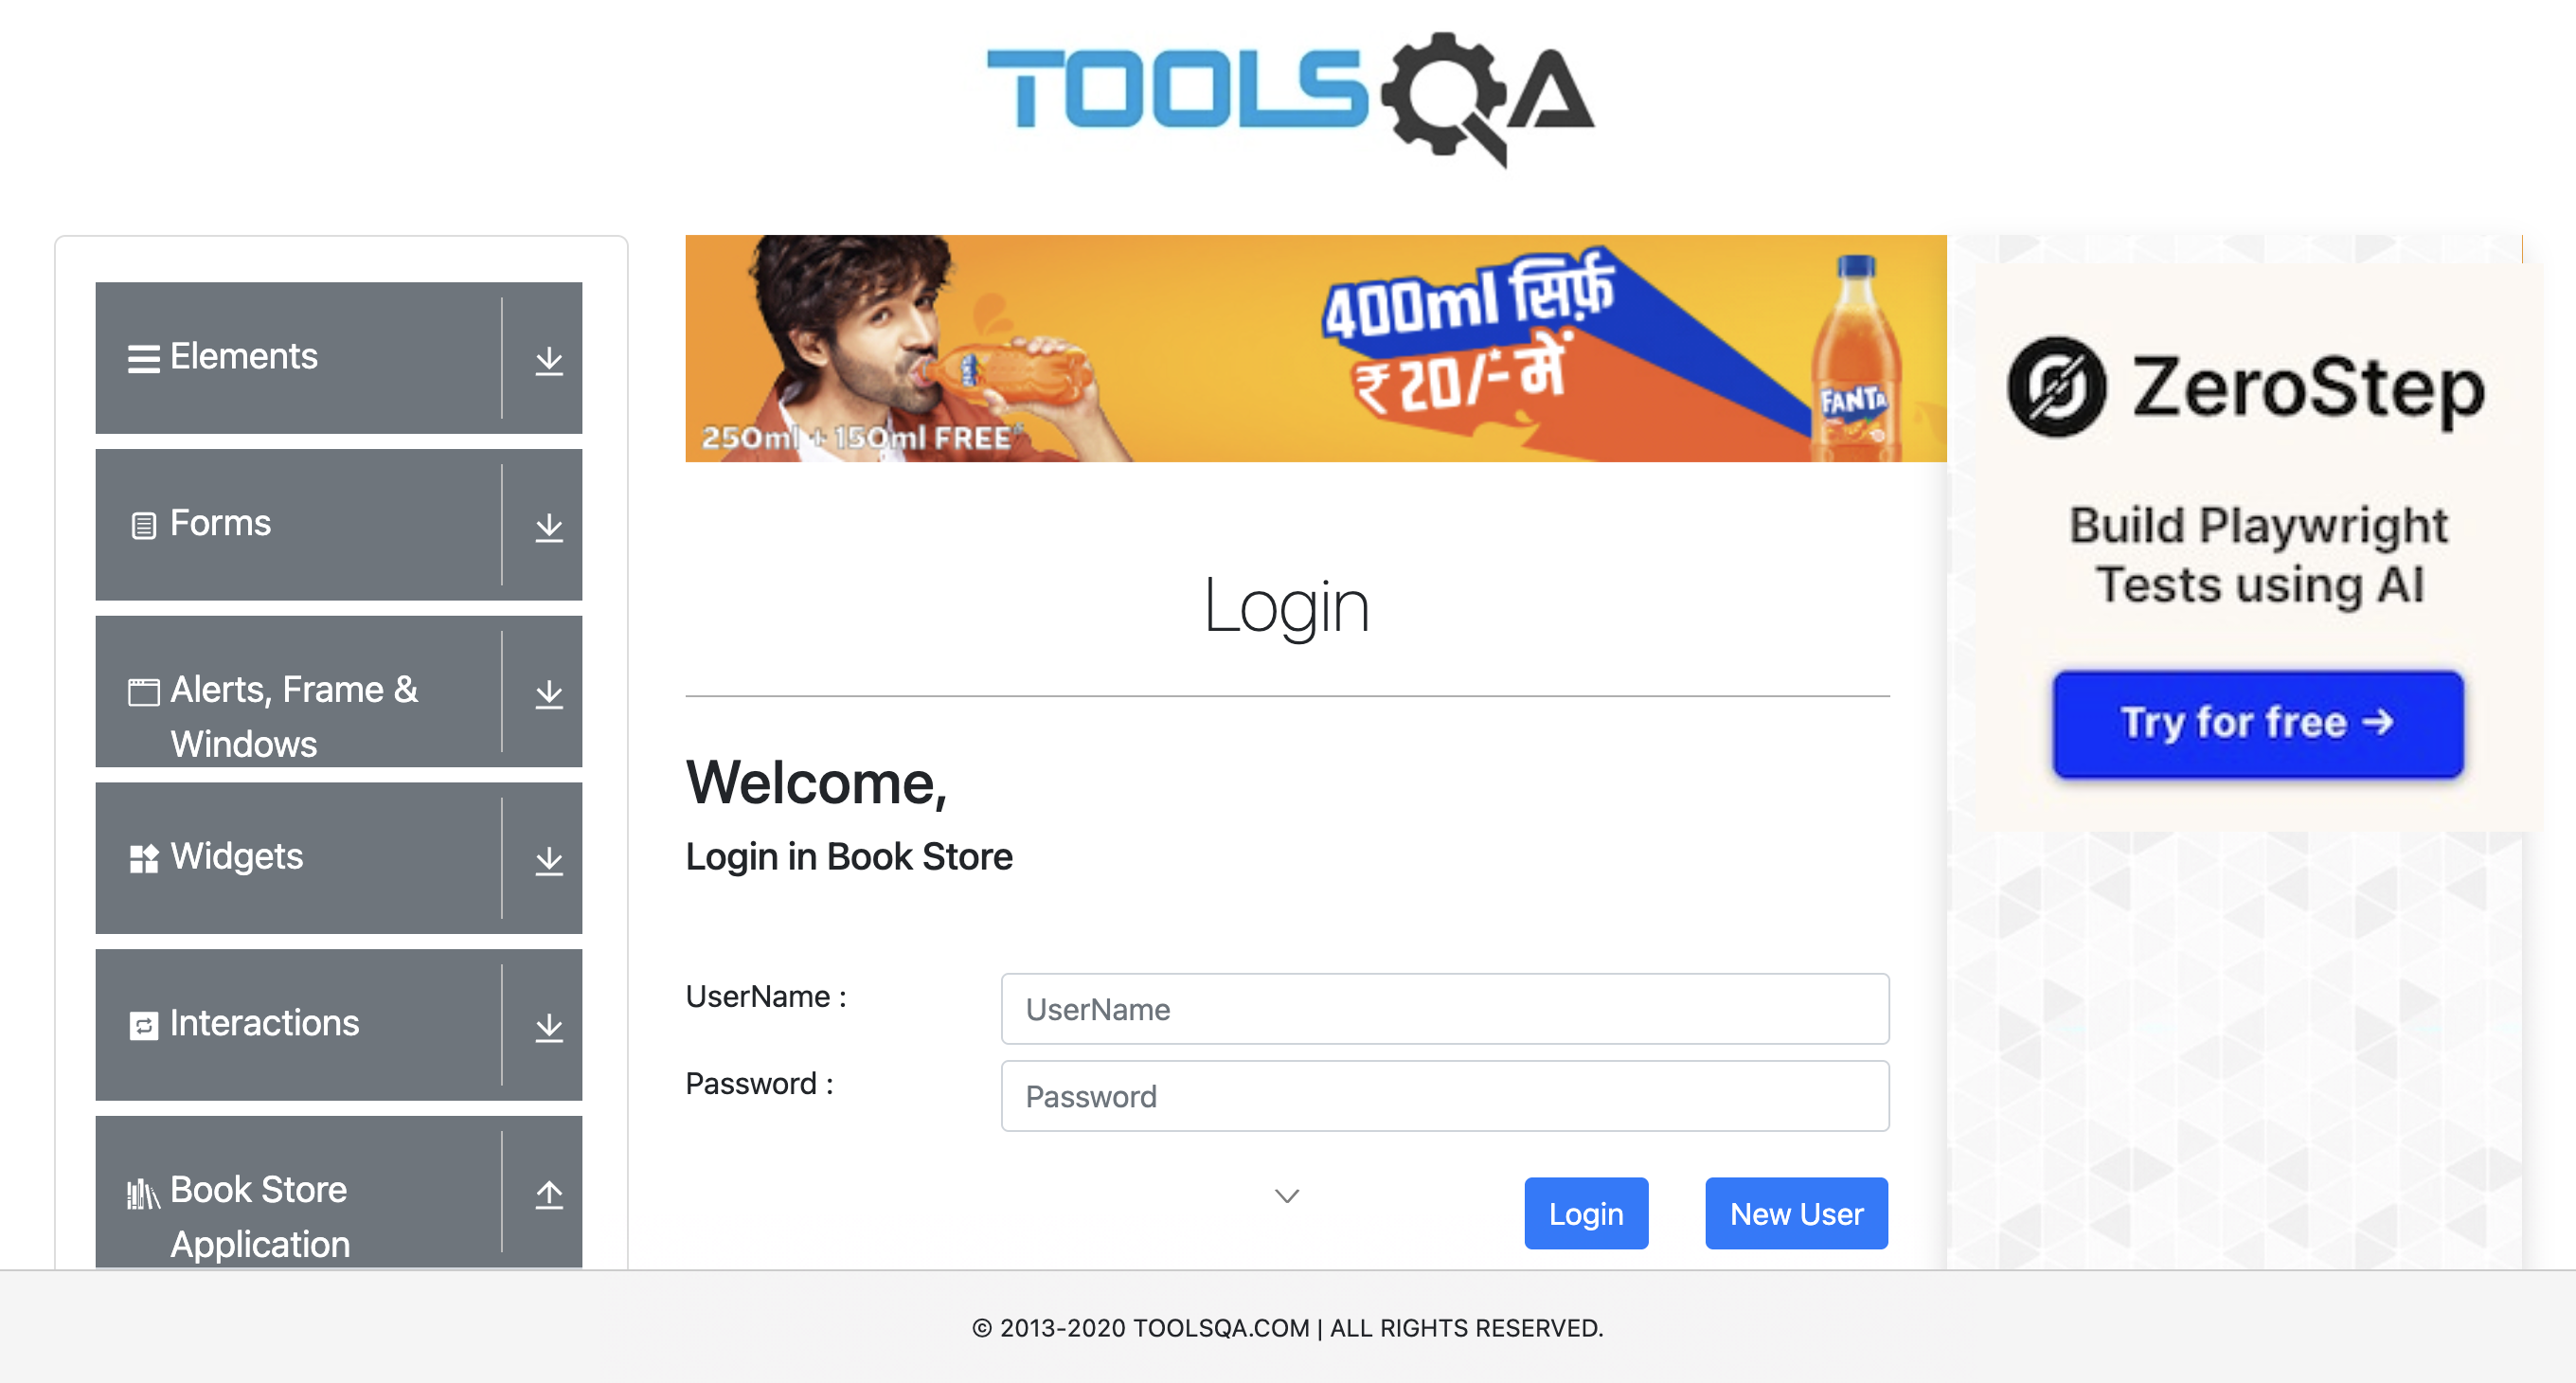 TOOLSQA
Elements
Forms
Alerts, Frame &
Windows
Widgets
Interactions
Book Store
Application
400ml सिर्फ़
₹20/-* में
250ml + 150ml FREE*
FANTA
Login
Welcome,
Login in Book Store
UserName :
UserName
Password :
Password
Login
New User
ZeroStep
Build Playwright
Tests using AI
Try for free →
© 2013-2020 TOOLSQA.COM | ALL RIGHTS RESERVED.